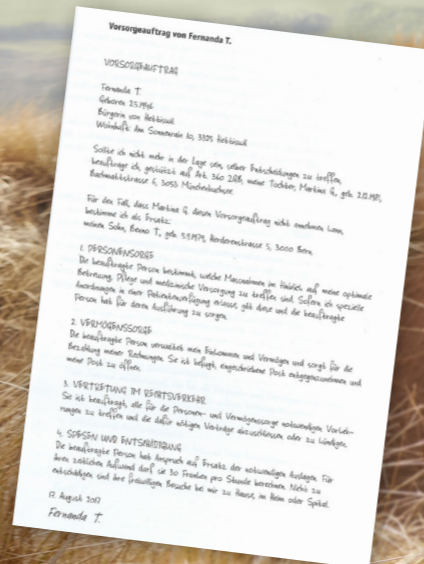 Vorsorgeauftrag von Fernanda T.
VORSORGEAUFTRAG
Fernanda T.
Geboren 2.5.1946
Bürgerin von Hettiswil
Wohnhaft: Am Sonnenrain 10, 3325 Hettiswil
Sollte ich nicht mehr in der Lage sein, selber Entscheidungen zu treffen,
beauftrage ich, gestützt auf Art. 360 ZGB, meine Tochter, Martina G., geb. 2.12.1975,
Bachmattstrasse 6, 3053 Münchenbuchsee.
Für den Fall, dass Martina G. diesen Vorsorgeauftrag nicht annehmen kann,
bestimme ich als Ersatz:
meinen Sohn, Benno T., geb. 5.9.1979, Herderenstrasse 5, 3000 Bern.
1. PERSONENSORGE
Die beauftragte Person bestimmt, welche Massnahmen im Hinblick auf meine optimale
Betreuung, Pflege und medizinische Versorgung zu treffen sind. Sofern ich spezielle
Anordnungen in einer Patientenverfügung erlasse, gilt diese und die beauftragte
Person hat für deren Ausführung zu sorgen.
2. VERMÖGENSSORGE
Die beauftragte Person verwaltet mein Einkommen und Vermögen und sorgt für die
Bezahlung meiner Rechnungen. Sie ist befugt, eingeschriebene Post entgegenzunehmen und
meine Post zu öffnen.
3. VERTRETUNG IM RECHTSVERKEHR
Sie ist beauftragt, alle für die Personen- und Vermögenssorge notwendigen Vorkeh-
rungen zu treffen und die dafür nötigen Verträge abzuschliessen oder zu kündigen.
4. SPESEN UND ENTSCHÄDIGUNG
Die beauftragte Person hat Anspruch auf Ersatz der notwendigen Auslagen. Für
ihren zeitlichen Aufwand darf sie 30 Franken pro Stunde berechnen. Nicht zu
entschädigen sind ihre freiwilligen Besuche bei mir zu Hause, im Heim oder Spital.
17. August 2017
Fernanda T.